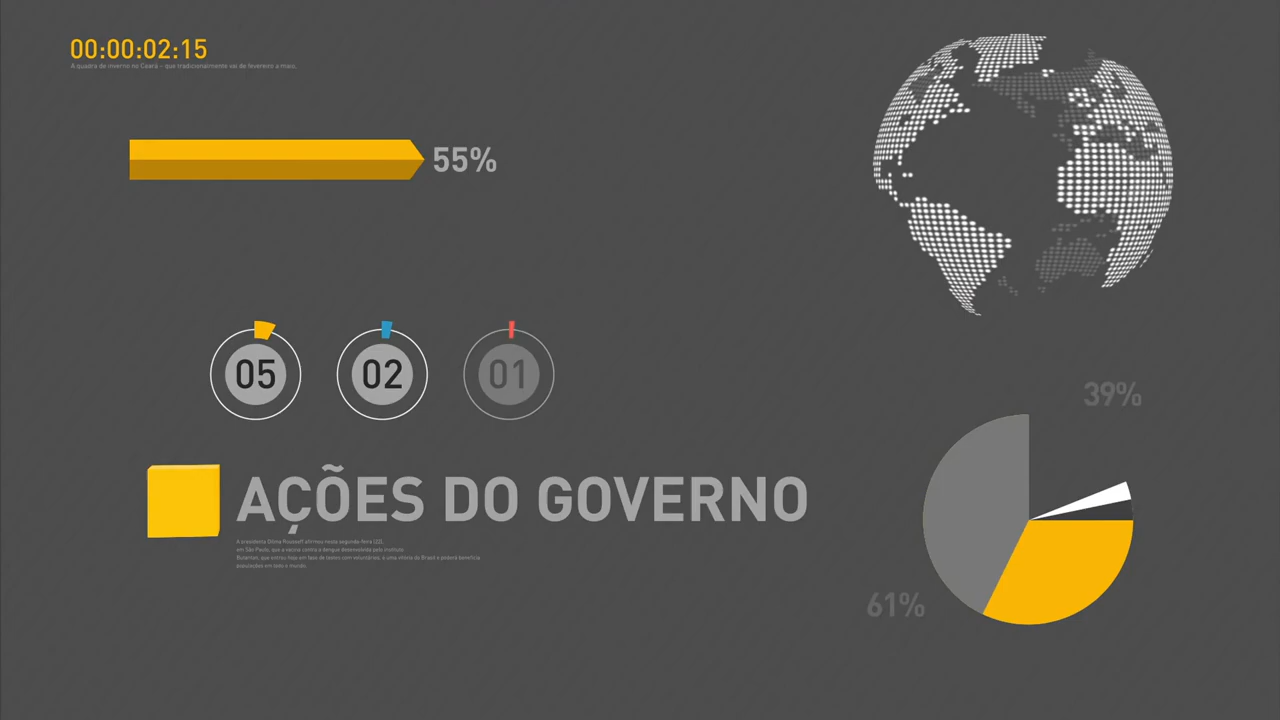 00:00:02:15
A quadra de inverno no Ceará – que tradicionalmente vai de fevereiro a maio,
55%
05
02
01
39%
AÇÕES DO GOVERNO
A presidenta Dilma Rousseff afirmou nesta segunda-feira (22),
em São Paulo, que a vacina contra a dengue desenvolvida pelo Instituto
Butantan, que entrou hoje em fase de testes com voluntários, é uma vitória do Brasil e poderá beneficia
populações em todo o mundo.
61%